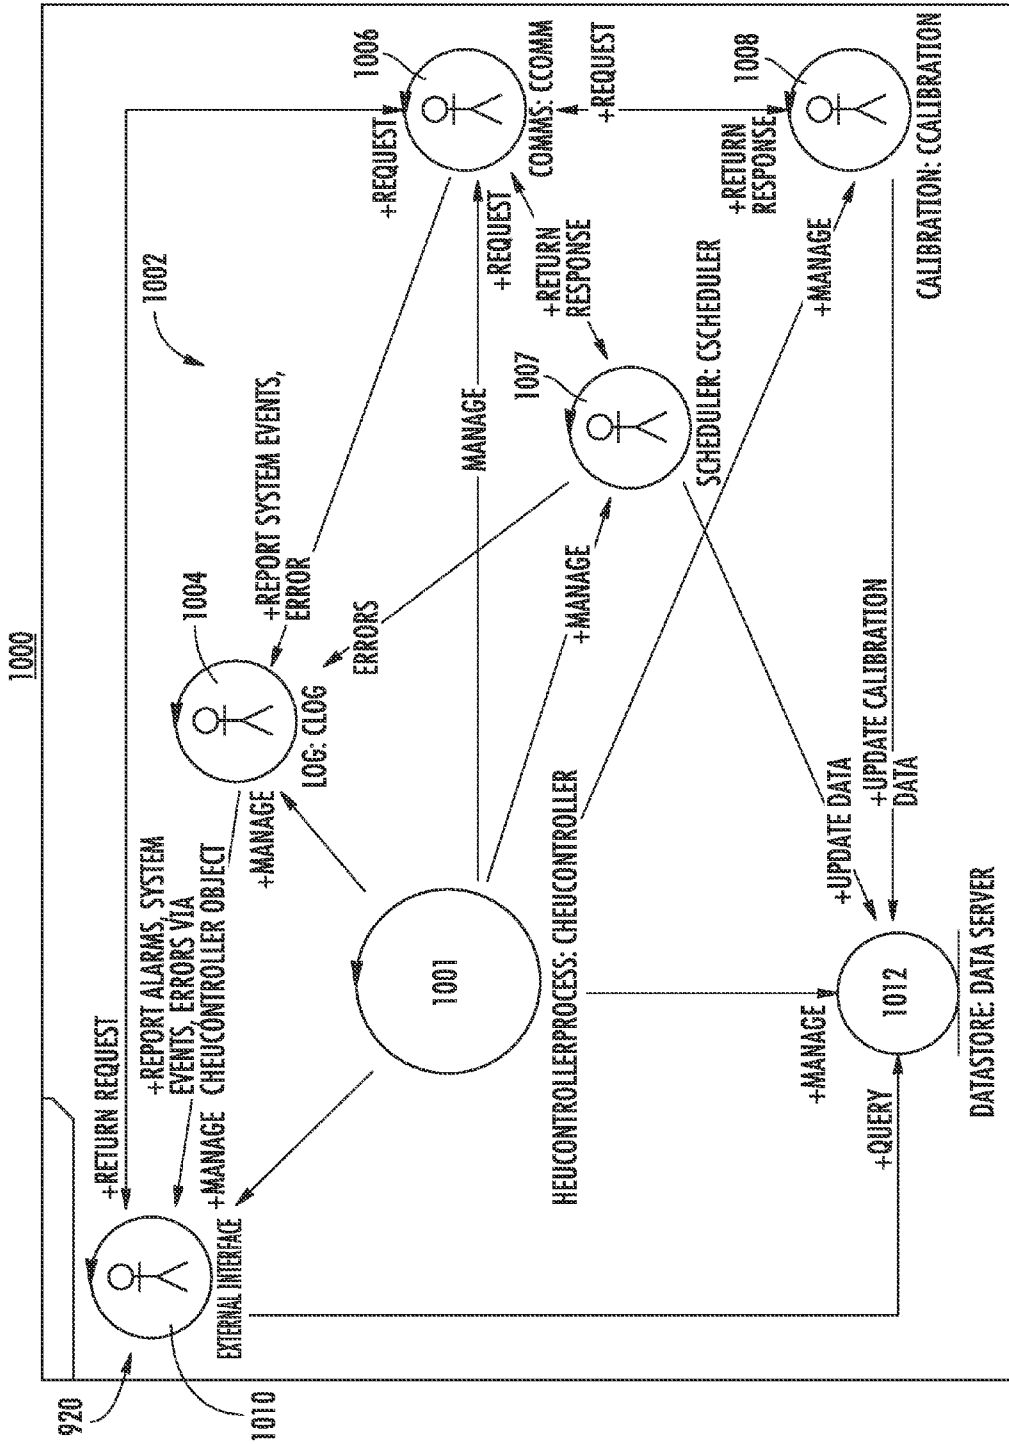 1000
920
1010
EXTERNAL INTERFACE
+RETURN REQUEST
+REPORT ALARMS, SYSTEM
EVENTS, ERRORS VIA
CHEUCONTROLLER OBJECT
+MANAGE
+MANAGE
1004
LOG: CLOG
+REPORT SYSTEM EVENTS,
ERROR
ERRORS
1002
+REQUEST
1006
COMMS: CCOMM
1001
HEUCONTROLLERPROCESS: CHEUCONTROLLER
MANAGE
+MANAGE
1007
SCHEDULER: CSCHEDULER
+REQUEST
+RETURN
RESPONSE
+REQUEST
+RETURN
RESPONSE
1008
CALIBRATION: CCALIBRATION
+MANAGE
+MANAGE
+QUERY
1012
DATASTORE: DATA SERVER
+UPDATE DATA
+UPDATE CALIBRATION
DATA